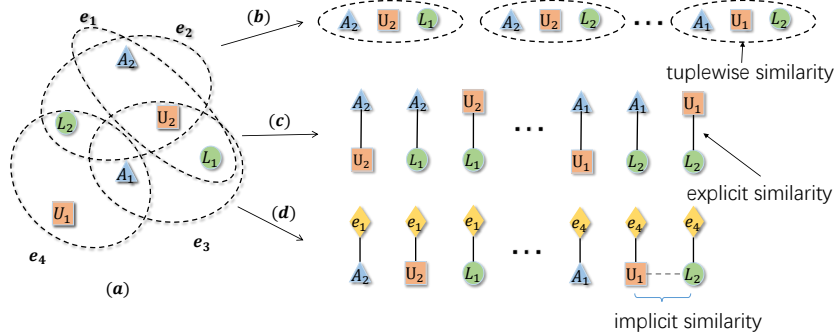 e₁
e₂
A₂
L₂
U₂
L₁
A₁
U₁
e₄
e₃
(a)
(b)
A₂ U₂ L₁ A₂ U₂ L₂ ... A₁ U₁ L₂
tuplewise similarity
(c)
A₂ A₂ U₂ ... A₁ A₁ U₁
U₂ L₁ L₁ U₁ L₂ L₂
explicit similarity
(d)
e₁ e₁ e₁ ... e₄ e₄ e₄
A₂ U₂ L₁ A₁ U₁ L₂
implicit similarity